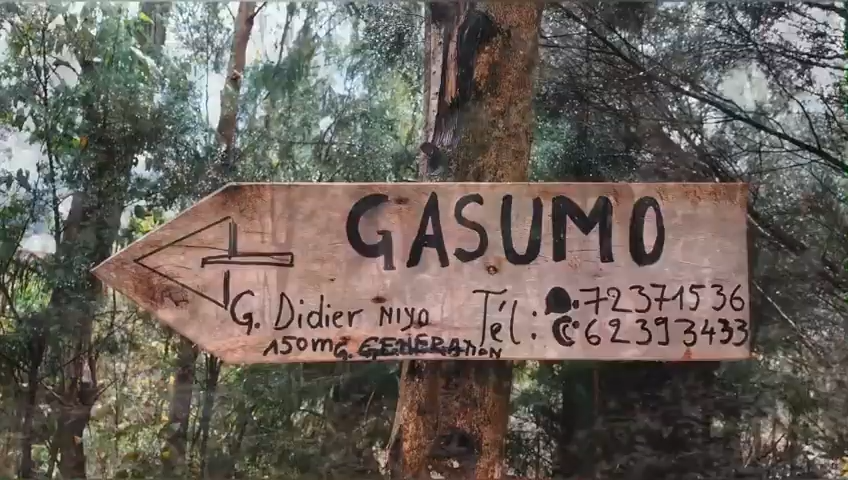 GASUMO
G. Didier NIYO
150m G. GENERATION
Tél: 72371536
62393433